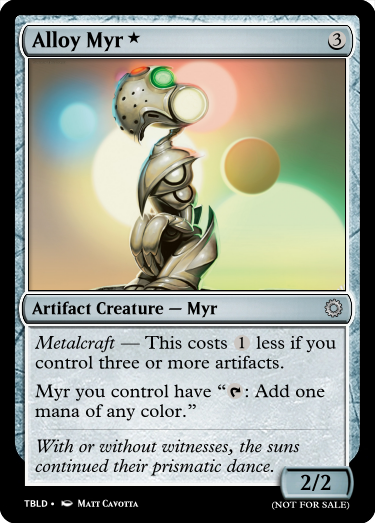 Alloy Myr ★ 3
Artifact Creature — Myr
Metalcraft — This costs 1 less if you
control three or more artifacts.
Myr you control have “: Add one
mana of any color.”
With or without witnesses, the suns
continued their prismatic dance.
2/2
TBLD • Matt Cavotta
(NOT FOR SALE)